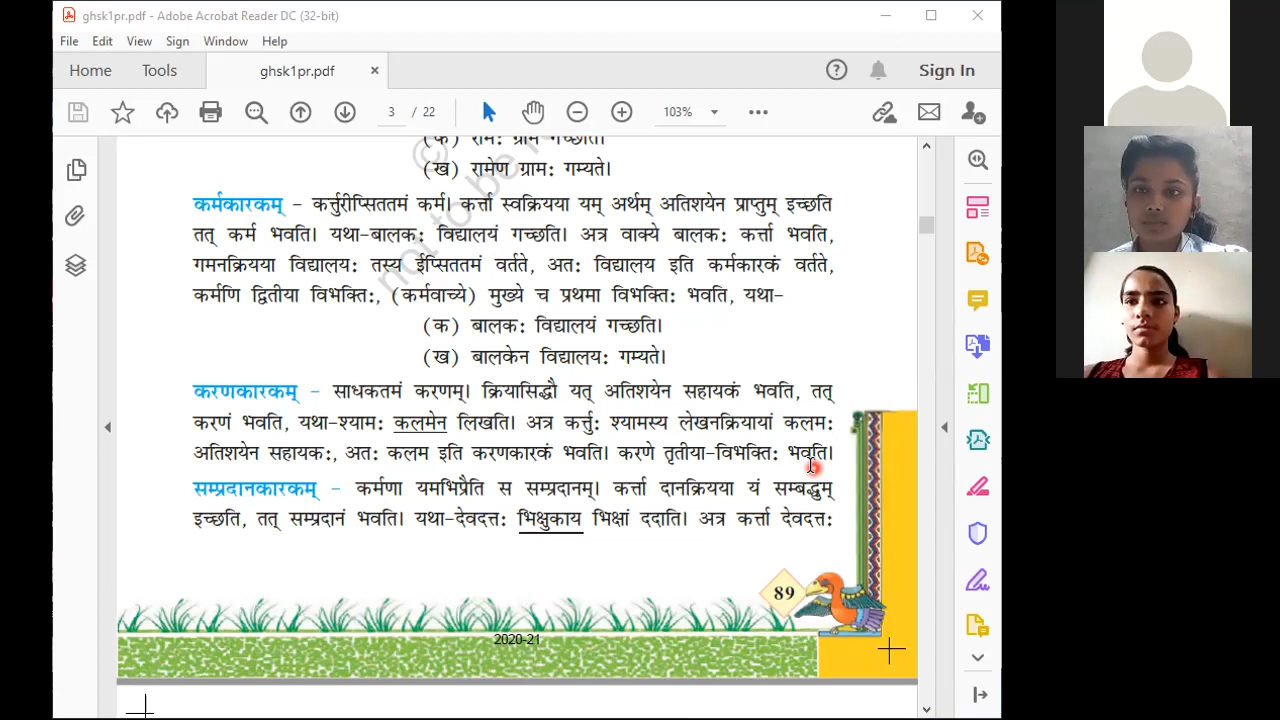 ghsk1pr.pdf - Adobe Acrobat Reader DC (32-bit)
File Edit View Sign Window Help
Home Tools ghsk1pr.pdf Sign In
3 / 22 103%
(क) रामः ग्रामं गच्छति।
(ख) रामेण ग्रामः गम्यते।
कर्मकारकम् - कर्त्तुरीप्सिततमं कर्म। कर्त्ता स्वक्रियया यम् अर्थम् अतिशयेन प्राप्तुम् इच्छति
तत् कर्म भवति। यथा-बालकः विद्यालयं गच्छति। अत्र वाक्ये बालकः कर्त्ता भवति,
गमनक्रियया विद्यालयः तस्य ईप्सिततमं वर्तते, अतः विद्यालय इति कर्मकारकं वर्तते,
कर्मणि द्वितीया विभक्तिः, (कर्मवाच्ये) मुख्ये च प्रथमा विभक्तिः भवति, यथा-
(क) बालकः विद्यालयं गच्छति।
(ख) बालकेन विद्यालयः गम्यते।
करणकारकम् - साधकतमं करणम्। क्रियासिद्धौ यत् अतिशयेन सहायकं भवति, तत्
करणं भवति, यथा-श्यामः कलमेन लिखति। अत्र कर्त्तुः श्यामस्य लेखनक्रियायां कलमः
अतिशयेन सहायकः, अतः कलम इति करणकारकं भवति। करणे तृतीया-विभक्तिः भवति।
सम्प्रदानकारकम् - कर्मणा यमभिप्रैति स सम्प्रदानम्। कर्त्ता दानक्रियया यं सम्बद्धुम्
इच्छति, तत् सम्प्रदानं भवति। यथा-देवदत्तः भिक्षुकाय भिक्षां ददाति। अत्र कर्त्ता देवदत्तः
89
2020-21
© not to be